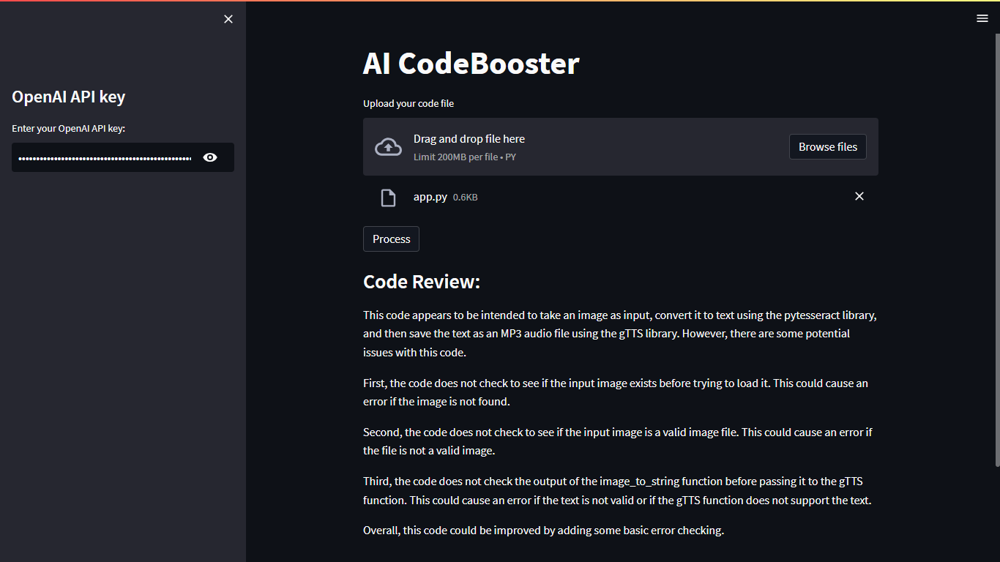 OpenAI API key
Enter your OpenAI API key:
AI CodeBooster
Upload your code file
Drag and drop file here
Limit 200MB per file • PY
Browse files
app.py 0.6KB
Process
Code Review:
This code appears to be intended to take an image as input, convert it to text using the pytesseract library,
and then save the text as an MP3 audio file using the gTTS library. However, there are some potential
issues with this code.
First, the code does not check to see if the input image exists before trying to load it. This could cause an
error if the image is not found.
Second, the code does not check to see if the input image is a valid image file. This could cause an error if
the file is not a valid image.
Third, the code does not check the output of the image_to_string function before passing it to the gTTS
function. This could cause an error if the text is not valid or if the gTTS function does not support the text.
Overall, this code could be improved by adding some basic error checking.